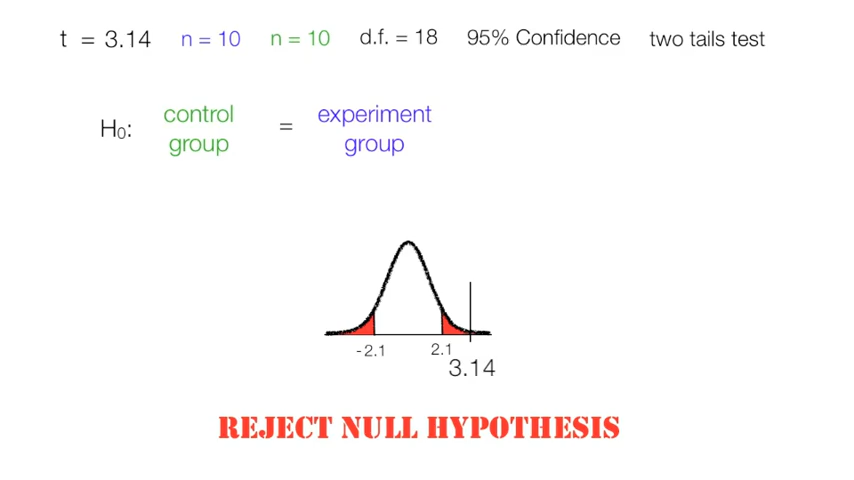 t = 3.14 n = 10 n = 10 d.f. = 18 95% Confidence two tails test
H₀: control group = experiment group
-2.1 2.1
3.14
REJECT NULL HYPOTHESIS